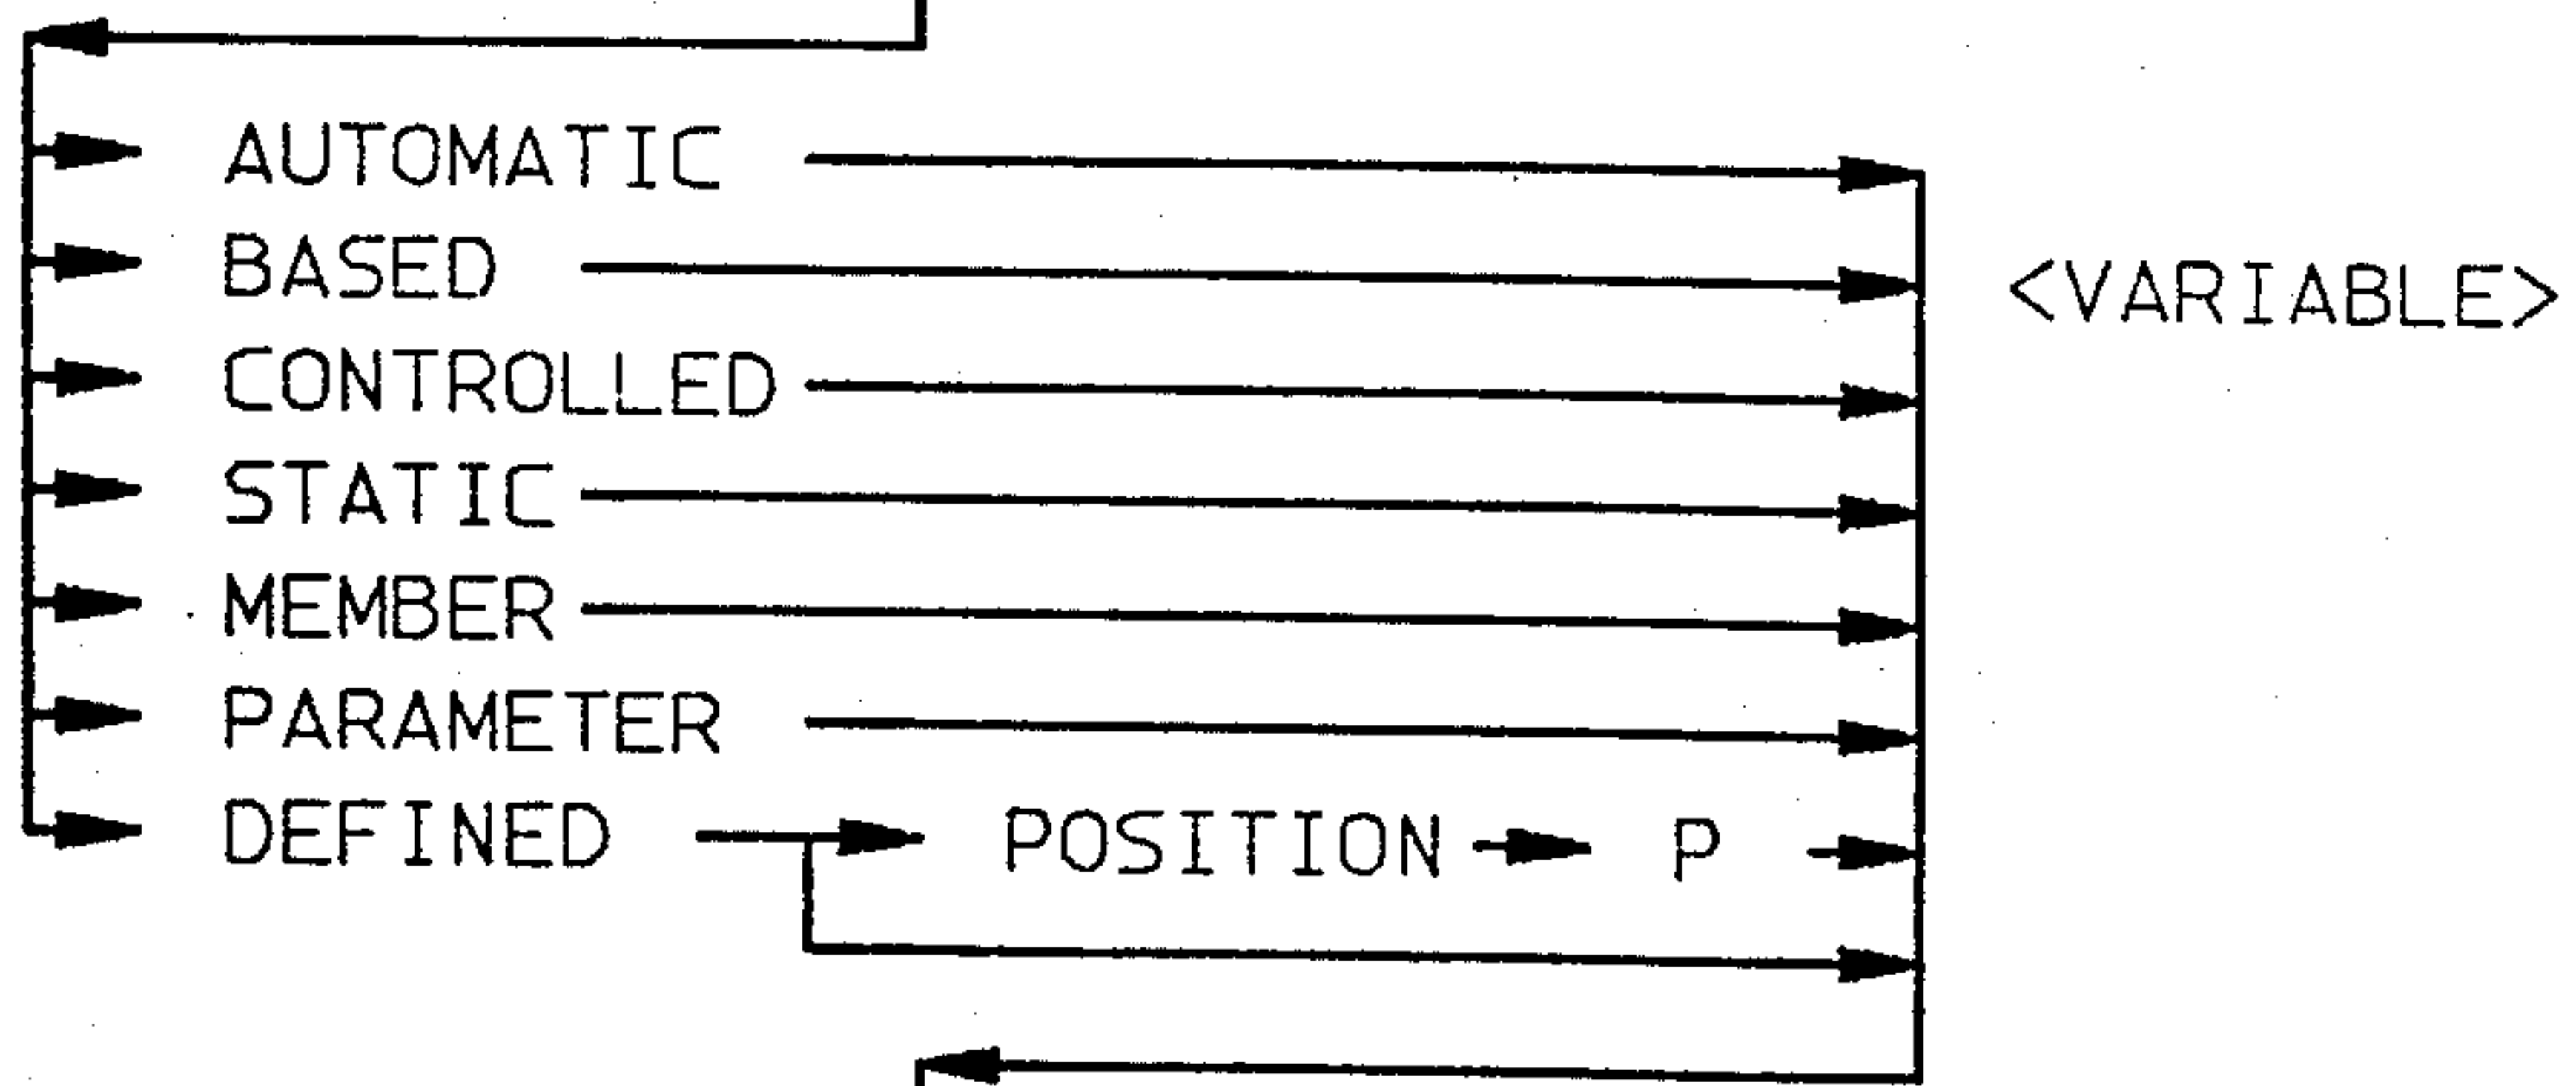 AUTOMATIC
BASED
<VARIABLE>
CONTROLLED
STATIC
MEMBER
PARAMETER
DEFINED POSITION P